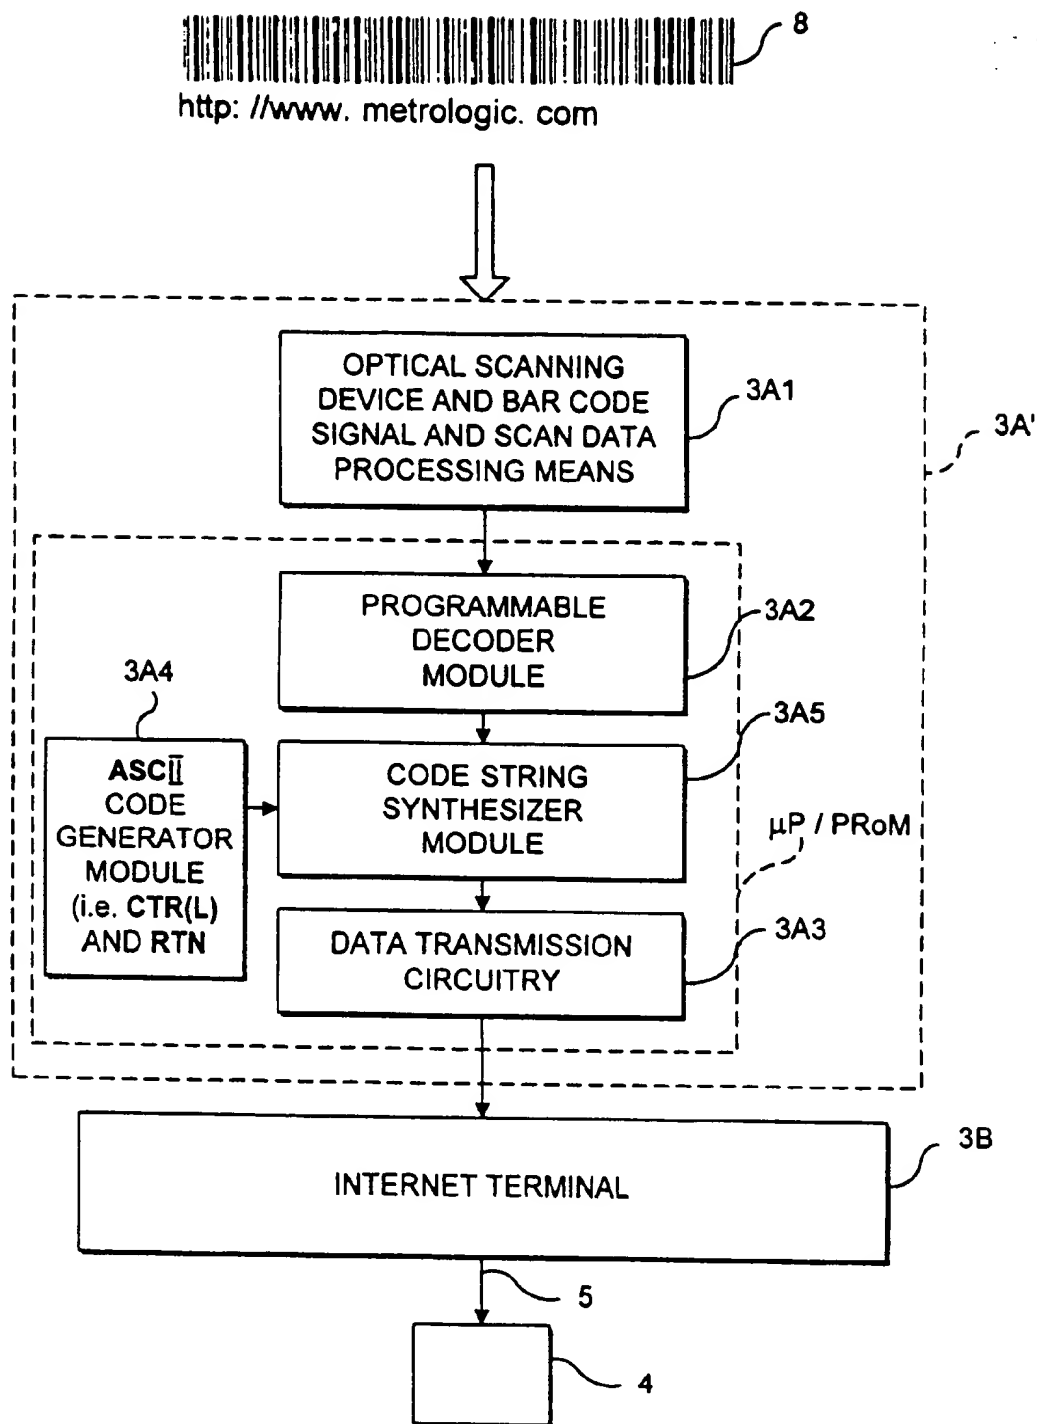 8
http: //www. metrologic. com
OPTICAL SCANNING
DEVICE AND BAR CODE
SIGNAL AND SCAN DATA
PROCESSING MEANS
3A1
3A'
PROGRAMMABLE
DECODER
MODULE
3A2
3A4
ASCII
CODE
GENERATOR
MODULE
(i.e. CTR(L)
AND RTN
CODE STRING
SYNTHESIZER
MODULE
3A5
μP / PRoM
DATA TRANSMISSION
CIRCUITRY
3A3
INTERNET TERMINAL
3B
5
4